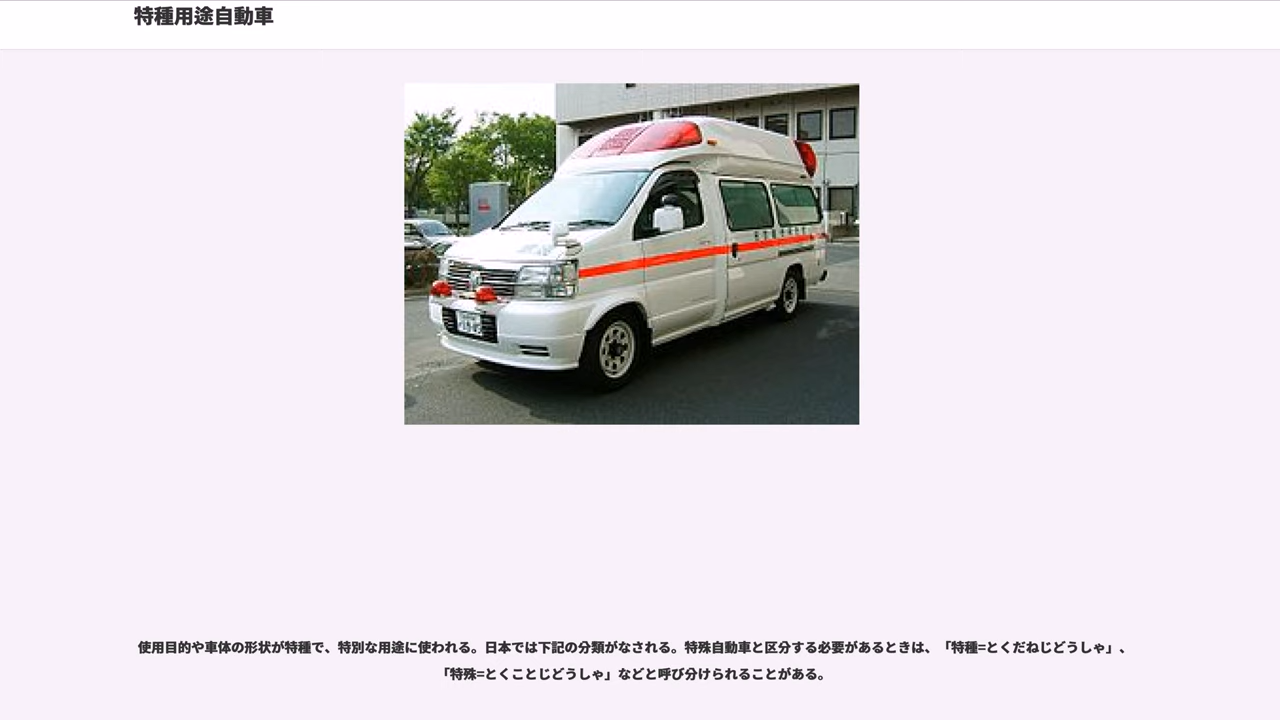 特種用途自動車
使用目的や車体の形状が特種で、特別な用途に使われる。日本では下記の分類がなされる。特殊自動車と区分する必要があるときは、「特種=とくだねじどうしゃ」、
「特殊=とくことじどうしゃ」などと呼び分けられることがある。